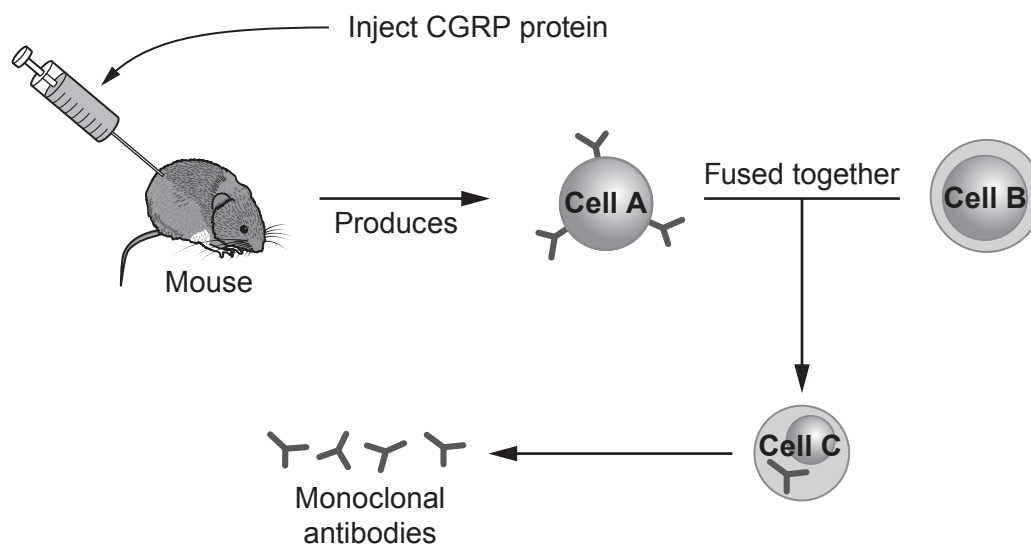 Inject CGRP protein
Cell A
Fused together
Cell B
Produces
Mouse
Cell C
Monoclonal
antibodies